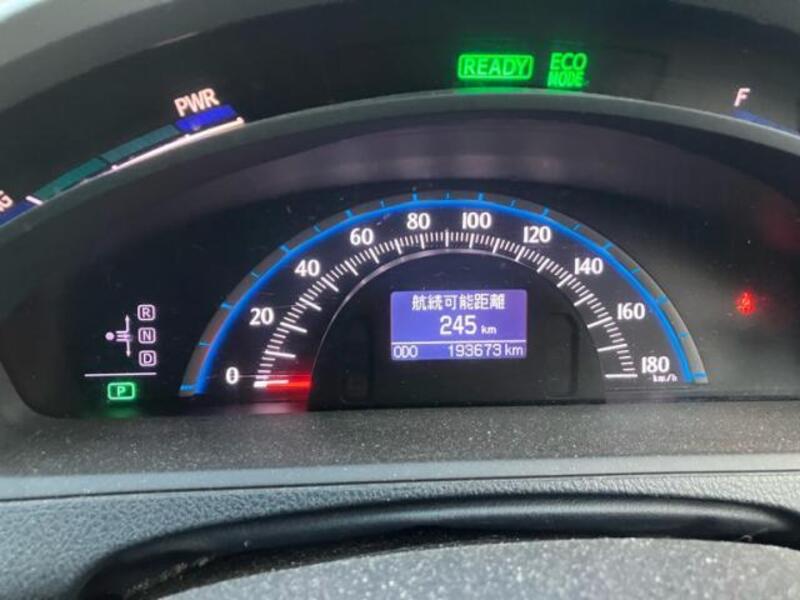 READY
ECO
MODE
PWR
F
0
20
40
60
80
100
120
140
160
180
km/h
航続可能距離
245 km
ODO 193673 km
R
N
D
P